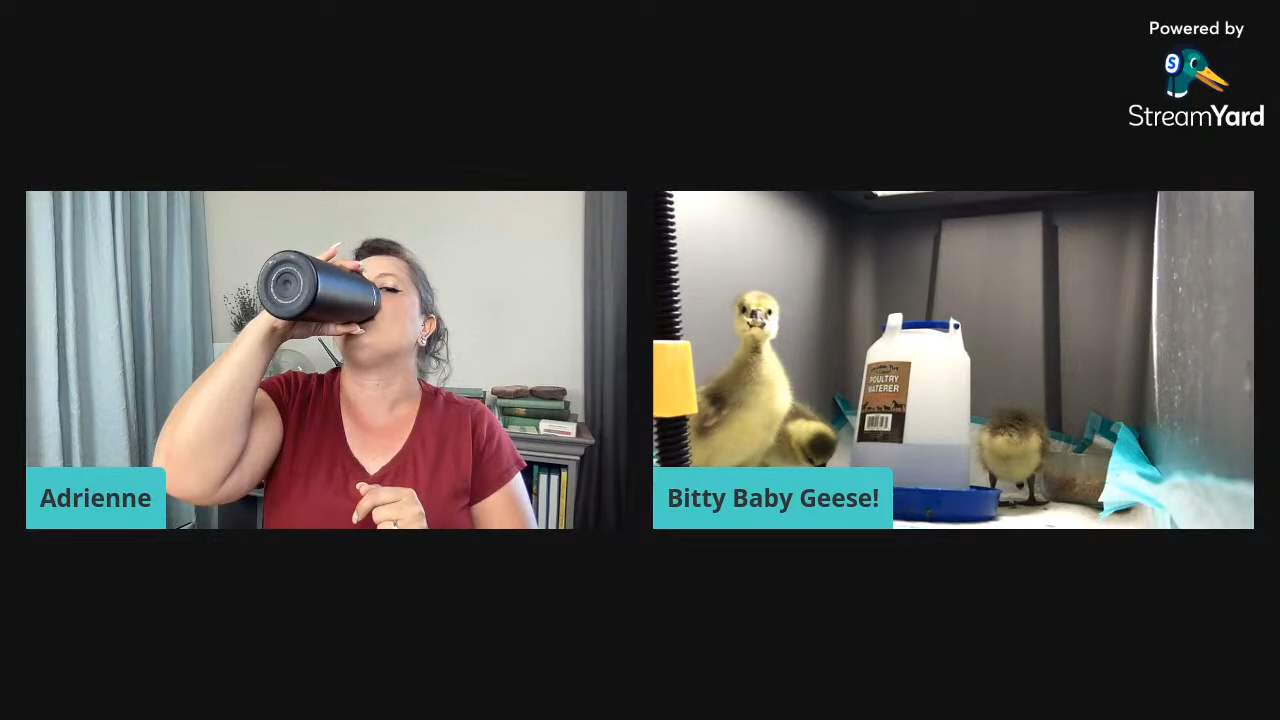 Powered by
S
StreamYard
POULTRY
WATERER
Adrienne
Bitty Baby Geese!